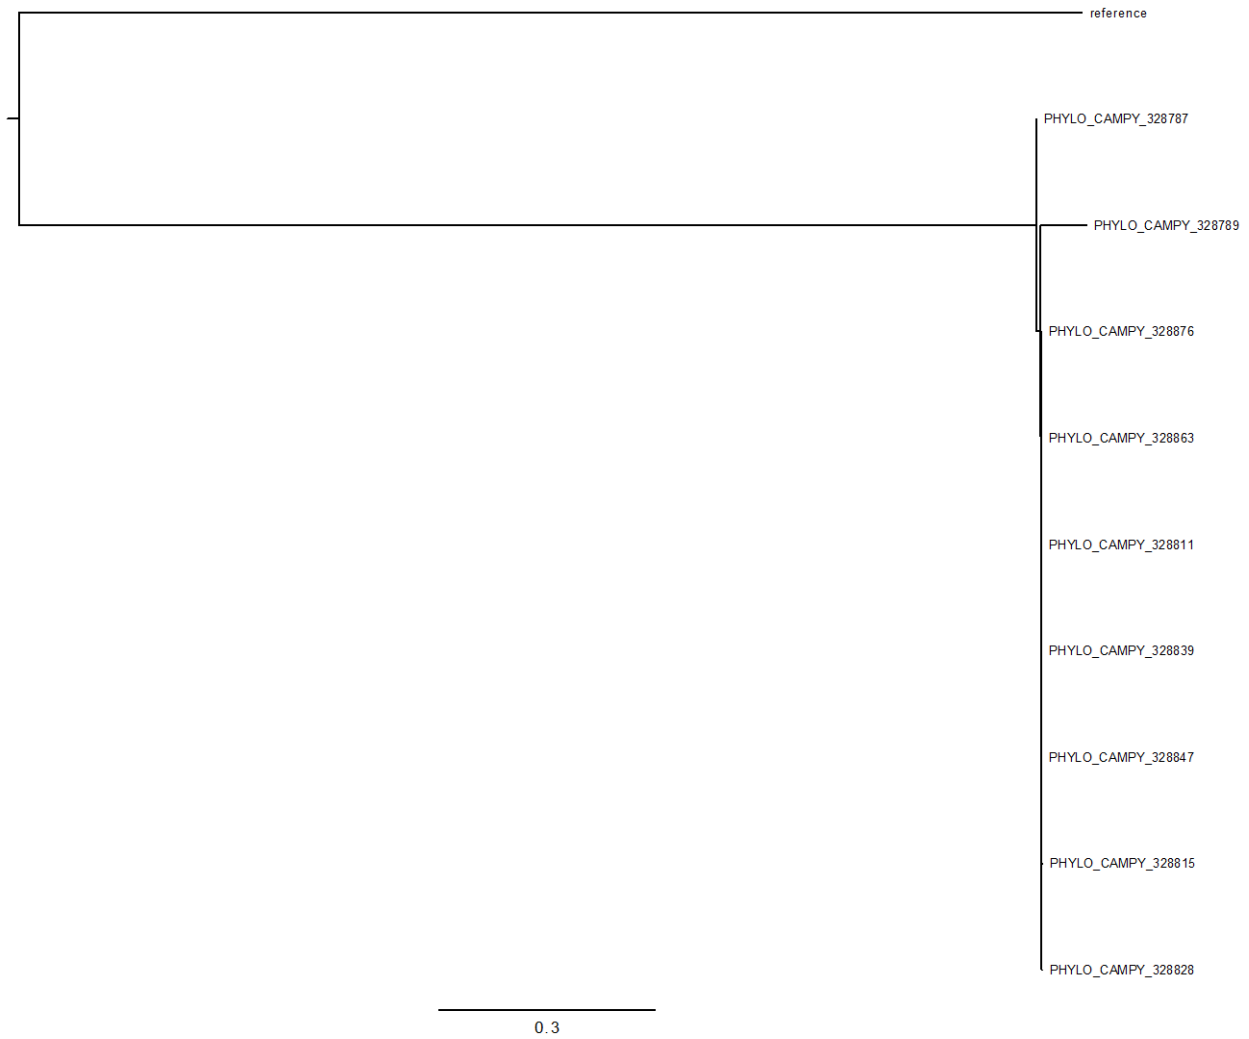 reference
PHYLO_CAMPY_328787
PHYLO_CAMPY_328789
PHYLO_CAMPY_328876
PHYLO_CAMPY_328863
PHYLO_CAMPY_328811
PHYLO_CAMPY_328839
PHYLO_CAMPY_328847
PHYLO_CAMPY_328815
PHYLO_CAMPY_328828
0.3